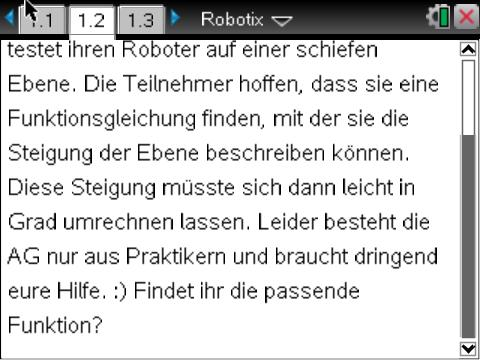 1.1 1.2 1.3 Robotix
testet ihren Roboter auf einer schiefen
Ebene. Die Teilnehmer hoffen, dass sie eine
Funktionsgleichung finden, mit der sie die
Steigung der Ebene beschreiben können.
Diese Steigung müsste sich dann leicht in
Grad umrechnen lassen. Leider besteht die
AG nur aus Praktikern und braucht dringend
eure Hilfe. :) Findet ihr die passende
Funktion?